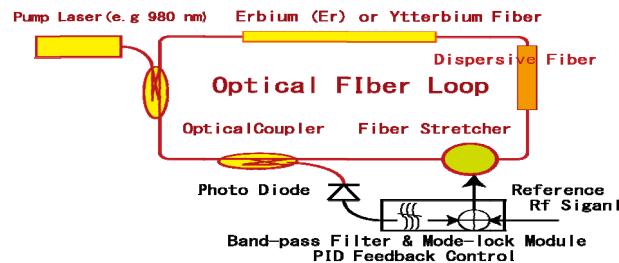 Pump Laser(e.g 980 nm)
Erbium (Er) or Ytterbium Fiber
Dispersive Fiber
Optical FIber Loop
OpticalCoupler
Fiber Stretcher
Photo Diode
Reference
Rf Siganl
Band-pass Filter & Mode-lock Module
PID Feedback Control